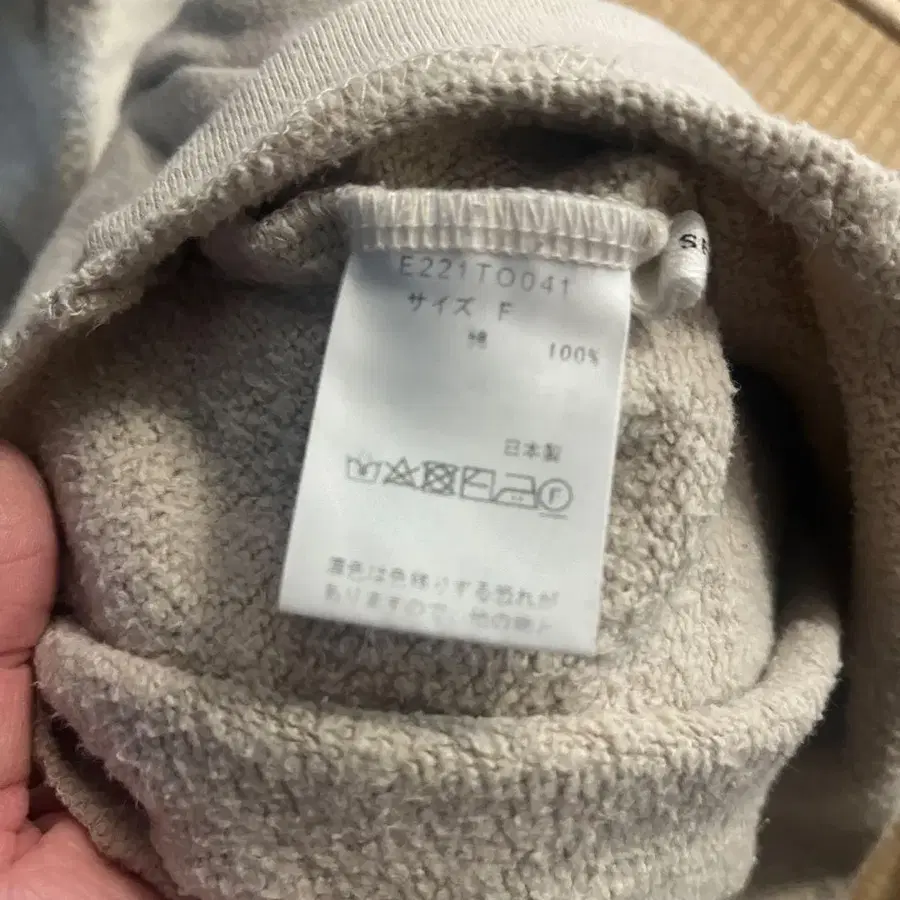 E221TO041
サイズ F
綿 100%
日本製
F
濃色は色移りする恐れが
ありますので、他の物と